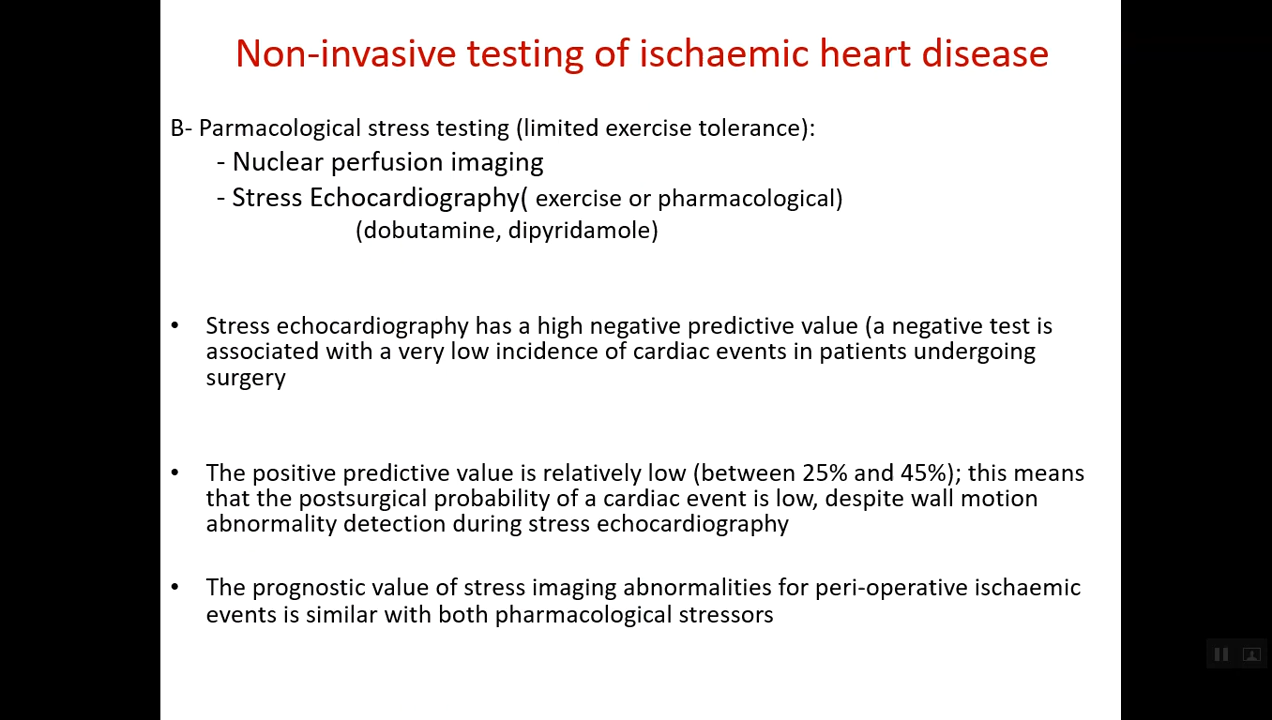 Non-invasive testing of ischaemic heart disease
B- Parmacological stress testing (limited exercise tolerance):
- Nuclear perfusion imaging
- Stress Echocardiography( exercise or pharmacological)
(dobutamine, dipyridamole)
• Stress echocardiography has a high negative predictive value (a negative test is
associated with a very low incidence of cardiac events in patients undergoing
surgery
• The positive predictive value is relatively low (between 25% and 45%); this means
that the postsurgical probability of a cardiac event is low, despite wall motion
abnormality detection during stress echocardiography
• The prognostic value of stress imaging abnormalities for peri-operative ischaemic
events is similar with both pharmacological stressors